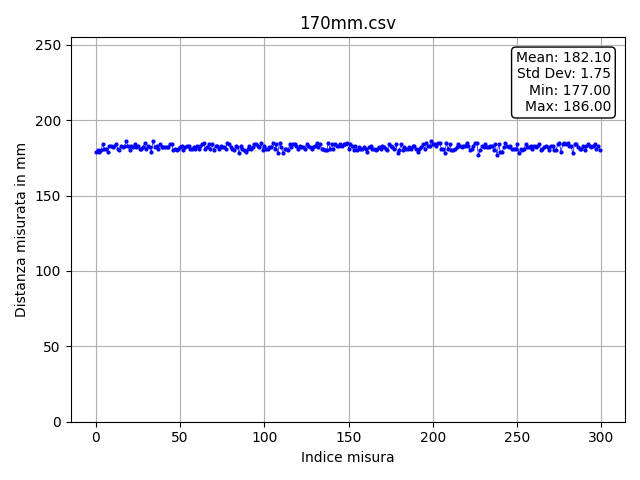 170mm.csv
Mean: 182.10
Std Dev: 1.75
Min: 177.00
Max: 186.00
Distanza misurata in mm
250
200
150
100
50
0
0 50 100 150 200 250 300
Indice misura